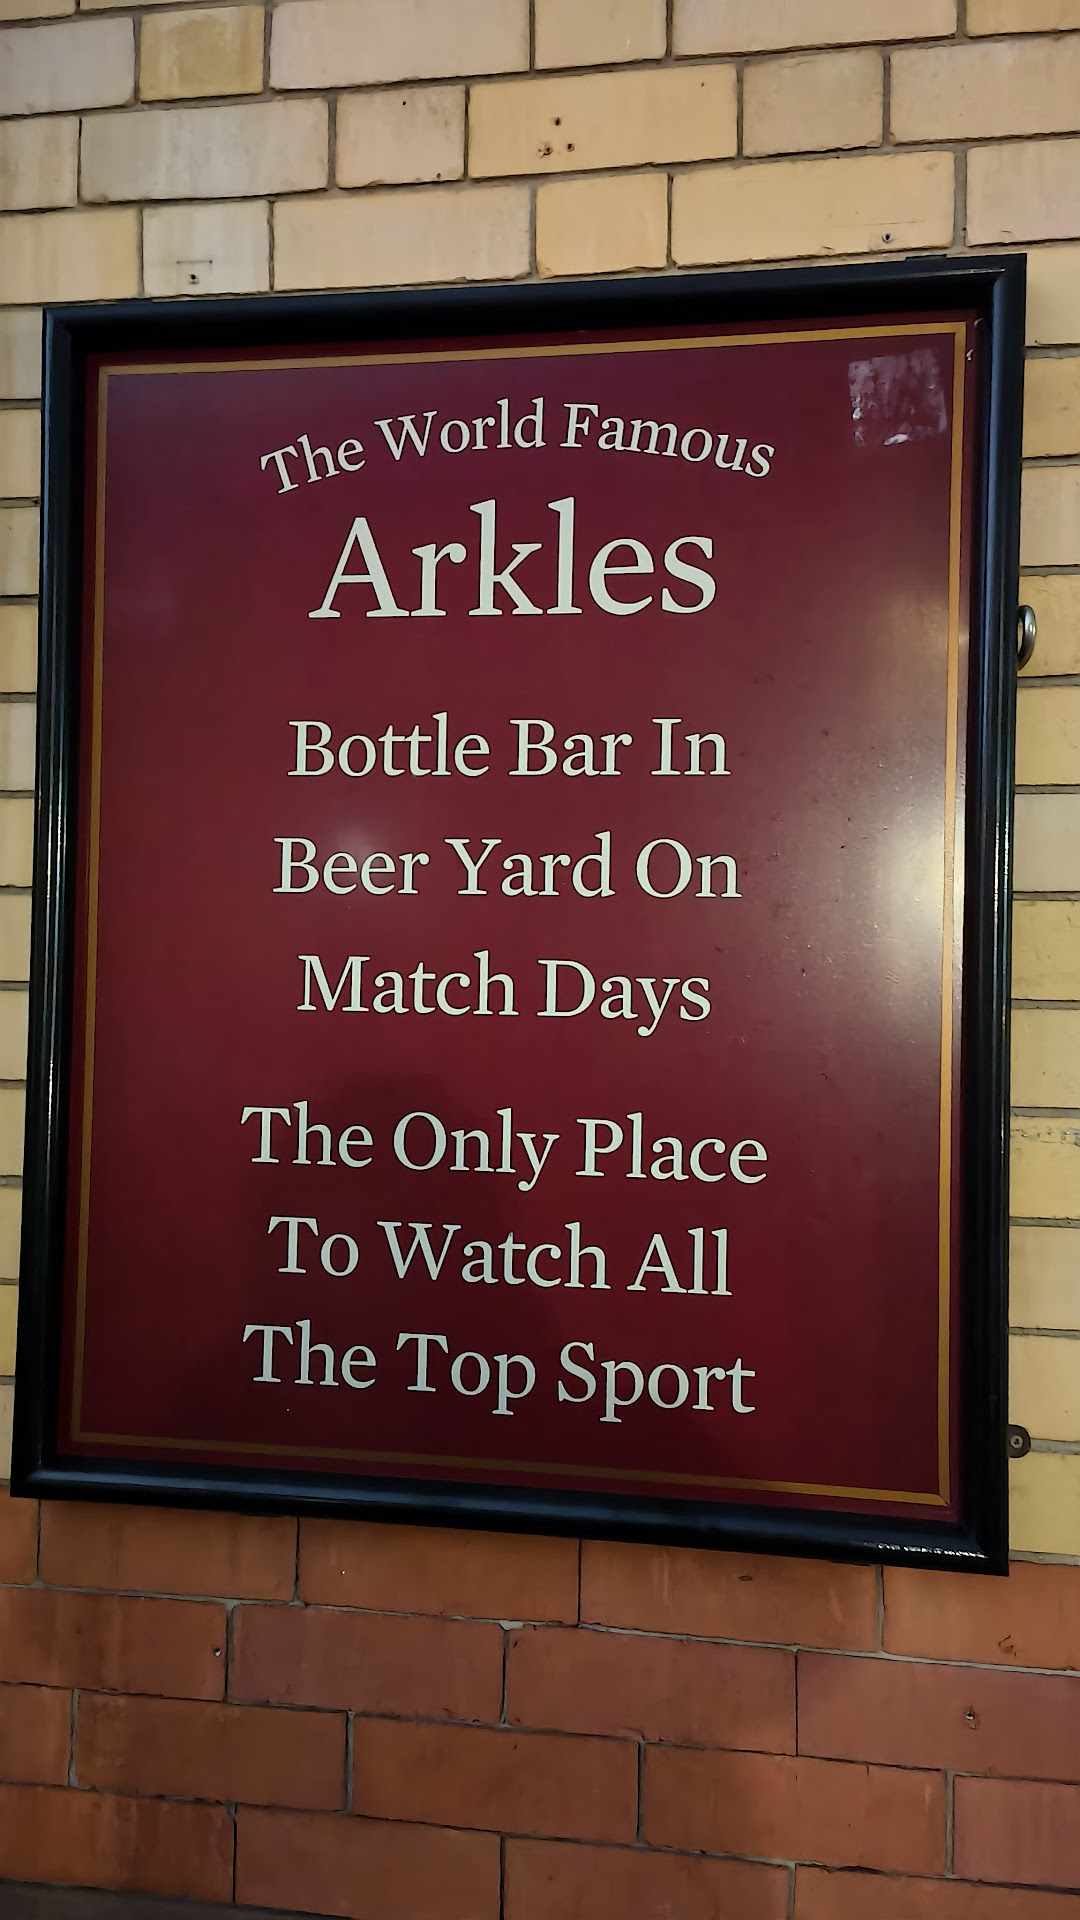 The World Famous
Arkles
Bottle Bar In
Beer Yard On
Match Days
The Only Place
To Watch All
The Top Sport